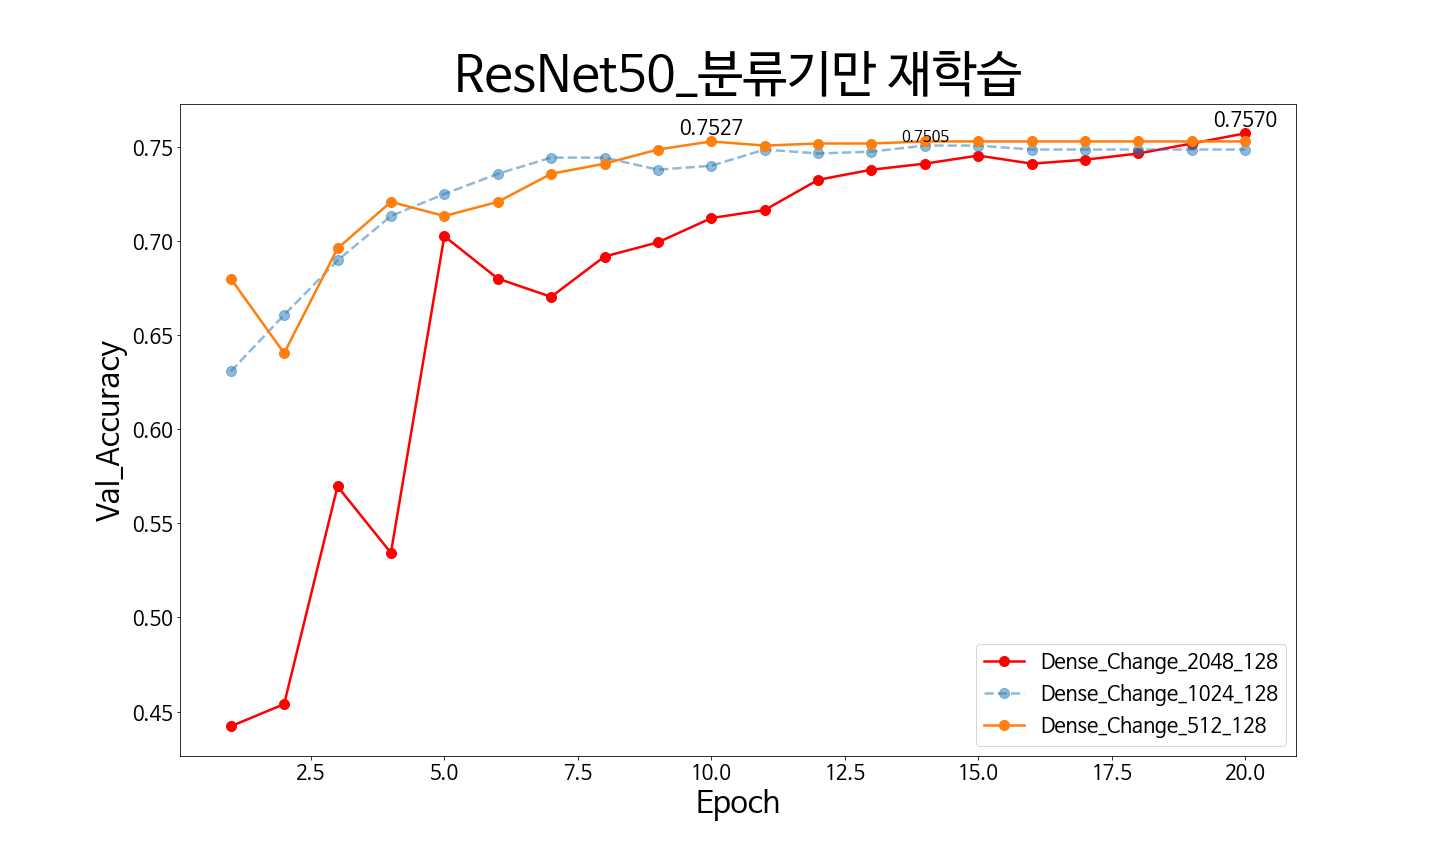 ResNet50_분류기만 재학습
0.7527
0.7505
0.7570
0.75
0.70
0.65
0.60
0.55
0.50
0.45
Val_Accuracy
Dense_Change_2048_128
Dense_Change_1024_128
Dense_Change_512_128
2.5 5.0 7.5 10.0 12.5 15.0 17.5 20.0
Epoch